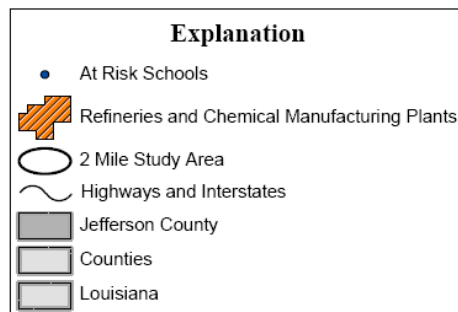 Explanation
At Risk Schools
Refineries and Chemical Manufacturing Plants
2 Mile Study Area
Highways and Interstates
Jefferson County
Counties
Louisiana